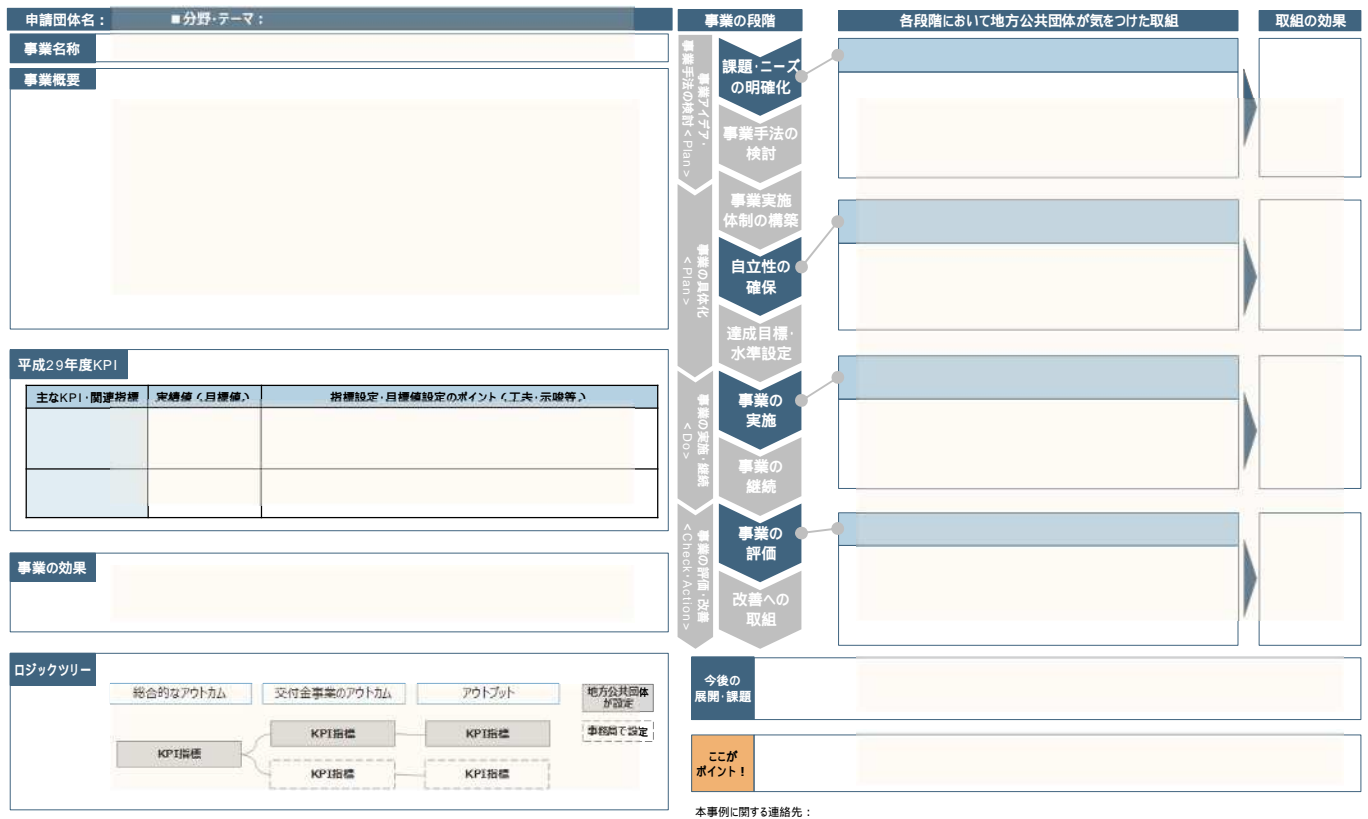 申請団体名： ■分野・テーマ：
事業名称
事業概要
平成29年度KPI
主なKPI・関連指標 実績値（目標値） 指標設定・目標値設定のポイント（工夫・示唆等）
事業の効果
ロジックツリー
総合的なアウトカム 交付金事業のアウトカム アウトプット
地方公共団体
が設定
事務局で設定
KPI指標 KPI指標
KPI指標
KPI指標 KPI指標
事業の段階
事業アイデア・
事業手法の検討<Plan>
事業の具体化
<Plan>
事業の実施・継続
<Do>
事業の評価・改善
<Check・Action>
課題・ニーズ
の明確化
事業手法の
検討
事業実施
体制の構築
自立性の
確保
達成目標・
水準設定
事業の
実施
事業の
継続
事業の
評価
改善への
取組
各段階において地方公共団体が気をつけた取組
取組の効果
今後の
展開・課題
ここが
ポイント！
本事例に関する連絡先：